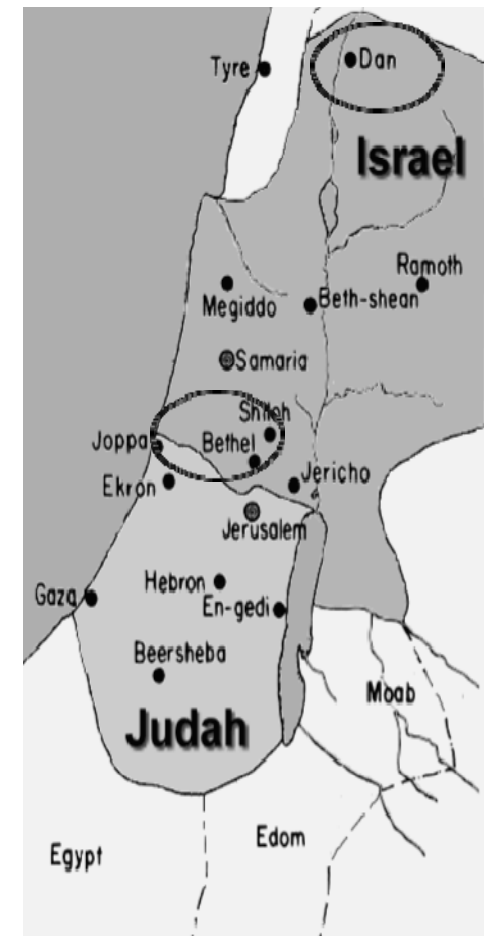 Tyre
Dan
Israel
Ramoth
Megiddo
Beth-shean
Samaria
Shiloh
Joppa
Bethel
Ekron
Jericho
Jerusalem
Hebron
Gaza
En-gedi
Beersheba
Moab
Judah
Edom
Egypt